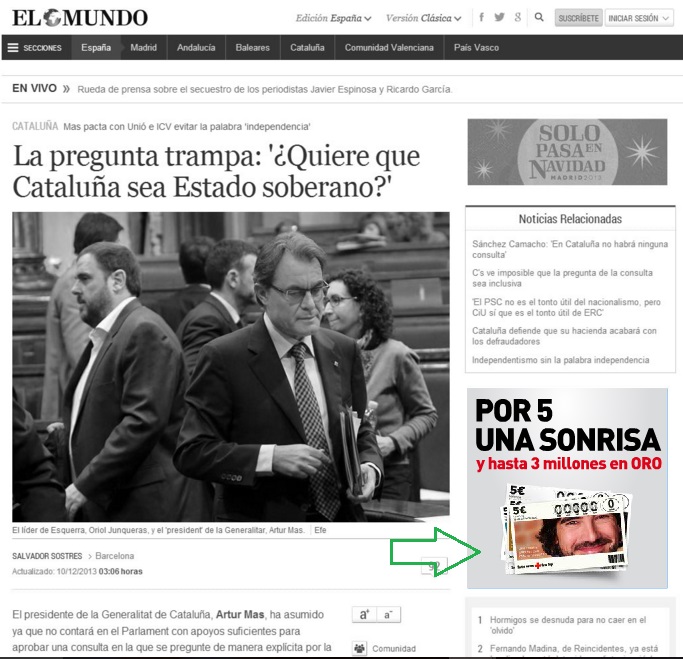 EL MUNDO
Edición España
Versión Clásica
SUSCRÍBETE
INICIAR SESIÓN
SECCIONES
España
Madrid
Andalucía
Baleares
Cataluña
Comunidad Valenciana
País Vasco
EN VIVO » Rueda de prensa sobre el secuestro de los periodistas Javier Espinosa y Ricardo García.
CATALUÑA Mas pacta con Unió e ICV evitar la palabra 'independencia'
La pregunta trampa: '¿Quiere que
Cataluña sea Estado soberano?'
El líder de Esquerra, Oriol Junqueras, y el 'president' de la Generalitar, Artur Mas. | Efe
SALVADOR SOSTRES > Barcelona
Actualizado: 10/12/2013 03:06 horas
El presidente de la Generalitat de Cataluña, Artur Mas, ha asumido
ya que no contará en el Parlament con apoyos suficientes para
aprobar una consulta en la que se pregunte de manera explícita por la
a+ a-
Comunidad
SOLO
PASA EN
NAVIDAD
MADRID2013
Noticias Relacionadas
Sánchez Camacho: 'En Cataluña no habrá ninguna
consulta'
C's ve imposible que la pregunta de la consulta
sea inclusiva
'El PSC no es el tonto útil del nacionalismo, pero
CiU sí que es el tonto útil de ERC'
Cataluña defiende que su hacienda acabará con
los defraudadores
Independentismo sin la palabra independencia
POR 5
UNA SONRISA
y hasta 3 millones en ORO
5€
5€
00000 0
1 Hormigos se desnuda para no caer en el
'olvido'
2 Fernando Madina, de Reincidentes, ya está